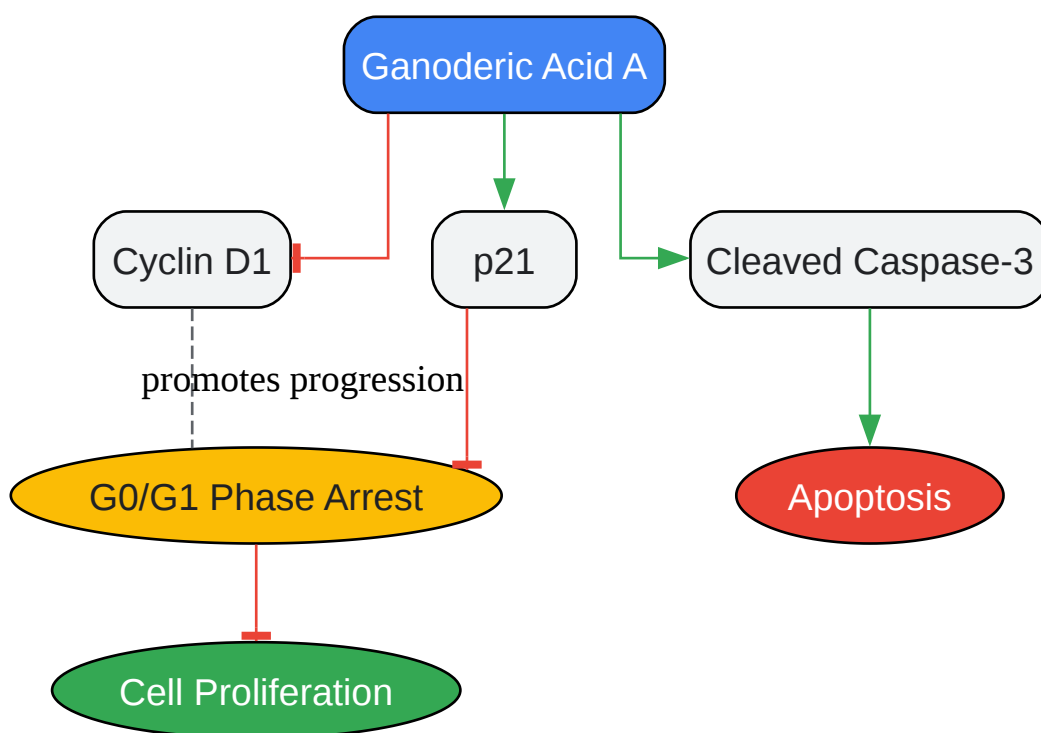 Ganoderic Acid A
Cyclin D1
p21
Cleaved Caspase-3
promotes progression
G0/G1 Phase Arrest
Apoptosis
Cell Proliferation